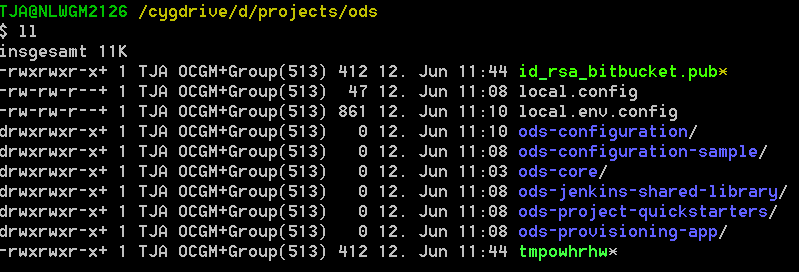 TJA@NLWGM2126 /cygdrive/d/projects/ods
$ ll
insgesamt 11K
-rwxrwxr-x+ 1 TJA OCGM+Group(513) 412 12. Jun 11:44 id_rsa_bitbucket.pub*
-rw-rw-r--+ 1 TJA OCGM+Group(513)  47 12. Jun 11:08 local.config
-rw-rw-r--+ 1 TJA OCGM+Group(513) 861 12. Jun 11:10 local.env.config
drwxrwxr-x+ 1 TJA OCGM+Group(513)   0 12. Jun 11:10 ods-configuration/
drwxrwxr-x+ 1 TJA OCGM+Group(513)   0 12. Jun 11:08 ods-configuration-sample/
drwxrwxr-x+ 1 TJA OCGM+Group(513)   0 12. Jun 11:03 ods-core/
drwxrwxr-x+ 1 TJA OCGM+Group(513)   0 12. Jun 11:08 ods-jenkins-shared-library/
drwxrwxr-x+ 1 TJA OCGM+Group(513)   0 12. Jun 11:08 ods-project-quickstarters/
drwxrwxr-x+ 1 TJA OCGM+Group(513)   0 12. Jun 11:08 ods-provisioning-app/
-rwxrwxr-x+ 1 TJA OCGM+Group(513) 412 12. Jun 11:44 tmpowhrhw*